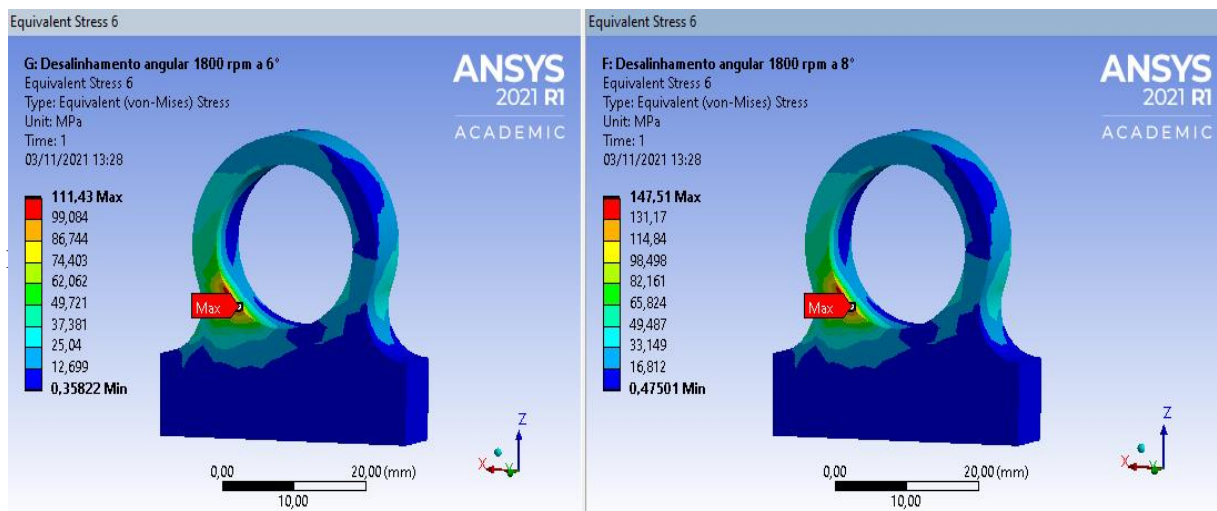 Equivalent Stress 6
G: Desalinhamento angular 1800 rpm a 6°
Equivalent Stress 6
Type: Equivalent (von-Mises) Stress
Unit: MPa
Time: 1
03/11/2021 13:28
ANSYS
2021 R1
ACADEMIC
111,43 Max
99,084
86,744
74,403
62,062
49,721
37,381
25,04
12,699
0,35822 Min
Max
Z
X
Y
0,00
20,00 (mm)
10,00
Equivalent Stress 6
F: Desalinhamento angular 1800 rpm a 8°
Equivalent Stress 6
Type: Equivalent (von-Mises) Stress
Unit: MPa
Time: 1
03/11/2021 13:28
ANSYS
2021 R1
ACADEMIC
147,51 Max
131,17
114,84
98,498
82,161
65,824
49,487
33,149
16,812
0,47501 Min
Max
Z
X
Y
0,00
20,00 (mm)
10,00